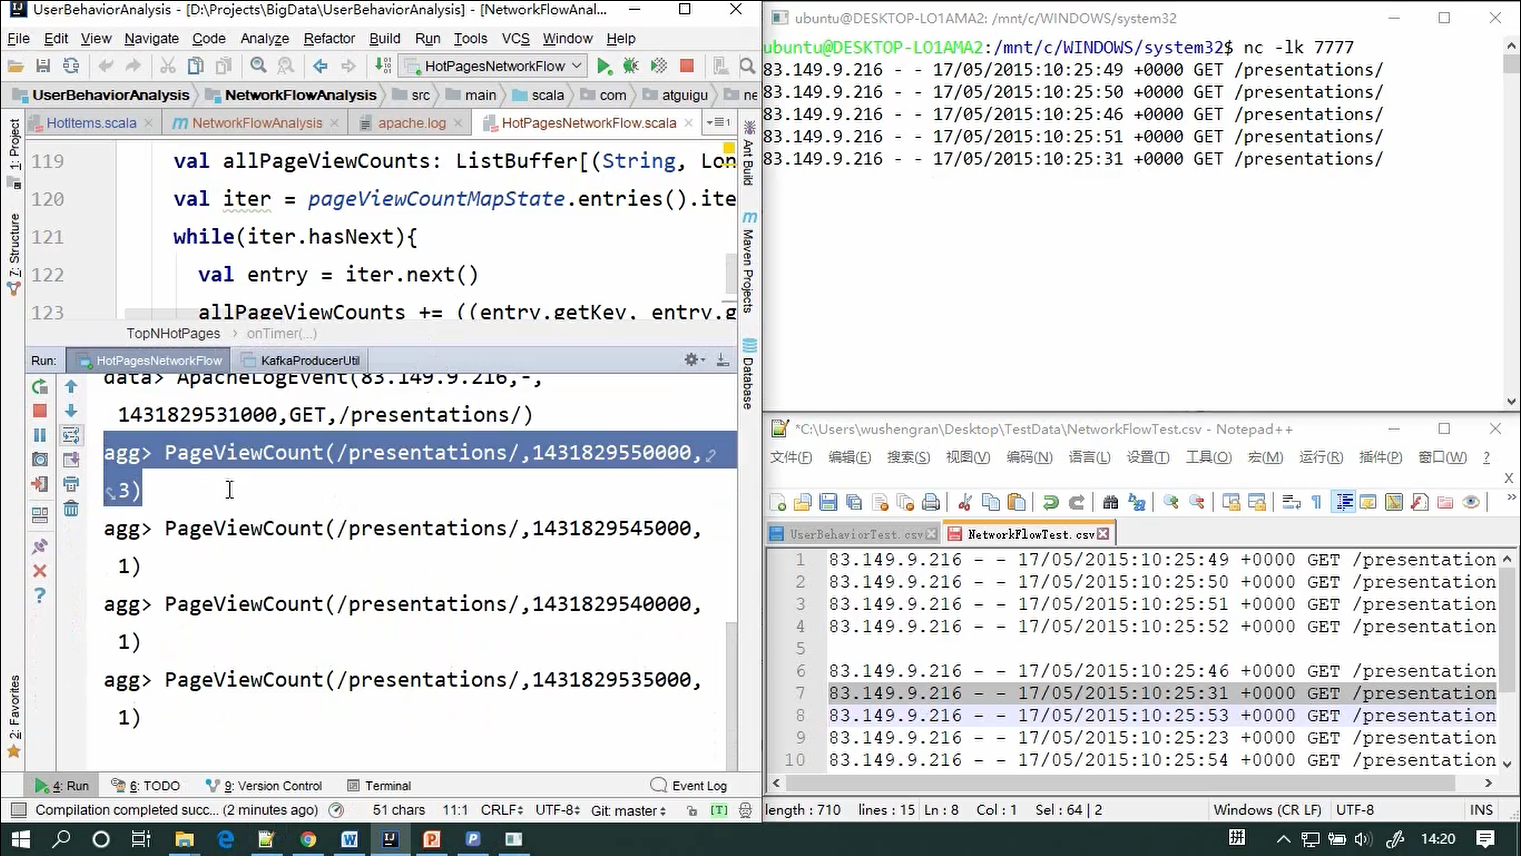 UserBehaviorAnalysis - [D:\Projects\BigData\UserBehaviorAnalysis] - [NetworkFlowAnal...
File Edit View Navigate Code Analyze Refactor Build Run Tools VCS Window Help
HotPagesNetworkFlow
UserBehaviorAnalysis NetworkFlowAnalysis src main scala com atguigu ne
HotItems.scala NetworkFlowAnalysis apache.log HotPagesNetworkFlow.scala
1: Project
7: Structure
2: Favorites
119 val allPageViewCounts: ListBuffer[(String, Lon
120 val iter = pageViewCountMapState.entries().ite
121 while(iter.hasNext){
122 val entry = iter.next()
123 allPageViewCounts += ((entry.getKey, entry.g
TopNHotPages onTimer(...)
Ant Build
Maven Projects
Database
Run: HotPagesNetworkFlow KafkaProducerUtil
data> ApacheLogEvent(83.149.9.216,-,
1431829531000,GET,/presentations/)
agg> PageViewCount(/presentations/,1431829550000,
3)
agg> PageViewCount(/presentations/,1431829545000,
1)
agg> PageViewCount(/presentations/,1431829540000,
1)
agg> PageViewCount(/presentations/,1431829535000,
1)
4: Run 6: TODO 9: Version Control Terminal Event Log
Compilation completed succ... (2 minutes ago) 51 chars 11:1 CRLF UTF-8 Git: master
ubuntu@DESKTOP-LO1AMA2: /mnt/c/WINDOWS/system32
ubuntu@DESKTOP-LO1AMA2:/mnt/c/WINDOWS/system32$ nc -lk 7777
83.149.9.216 - - 17/05/2015:10:25:49 +0000 GET /presentations/
83.149.9.216 - - 17/05/2015:10:25:50 +0000 GET /presentations/
83.149.9.216 - - 17/05/2015:10:25:46 +0000 GET /presentations/
83.149.9.216 - - 17/05/2015:10:25:51 +0000 GET /presentations/
83.149.9.216 - - 17/05/2015:10:25:31 +0000 GET /presentations/
*C:\Users\wushengran\Desktop\TestData\NetworkFlowTest.csv - Notepad++
文件(F) 编辑(E) 搜索(S) 视图(V) 编码(N) 语言(L) 设置(T) 工具(O) 宏(M) 运行(R) 插件(P) 窗口(W) ?
X
UserBehaviorTest.csv NetworkFlowTest.csv
1 83.149.9.216 - - 17/05/2015:10:25:49 +0000 GET /presentation
2 83.149.9.216 - - 17/05/2015:10:25:50 +0000 GET /presentation
3 83.149.9.216 - - 17/05/2015:10:25:51 +0000 GET /presentation
4 83.149.9.216 - - 17/05/2015:10:25:52 +0000 GET /presentation
5
6 83.149.9.216 - - 17/05/2015:10:25:46 +0000 GET /presentation
7 83.149.9.216 - - 17/05/2015:10:25:31 +0000 GET /presentation
8 83.149.9.216 - - 17/05/2015:10:25:53 +0000 GET /presentation
9 83.149.9.216 - - 17/05/2015:10:25:23 +0000 GET /presentation
10 83.149.9.216 - - 17/05/2015:10:25:54 +0000 GET /presentation
length : 710 lines : 15 Ln : 8 Col : 1 Sel : 64 | 2 Windows (CR LF) UTF-8 INS
拼 14:20